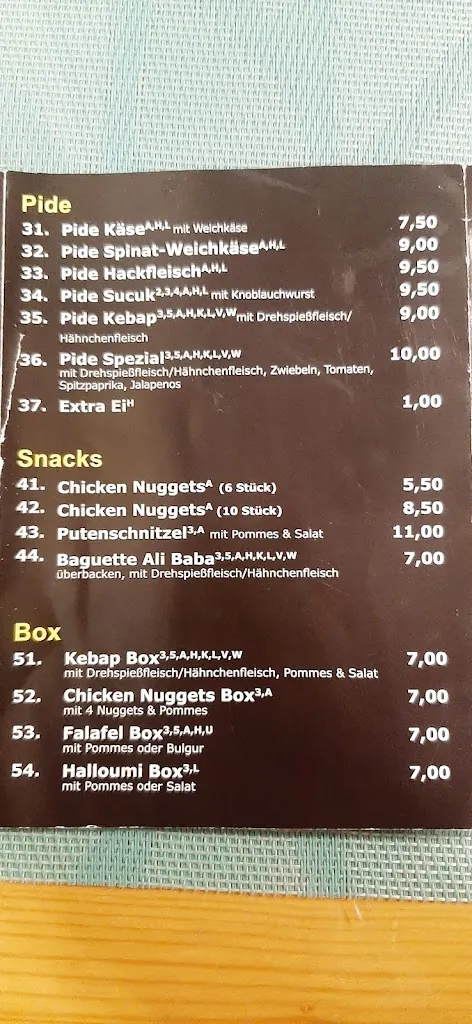 Pide
31. Pide Käse^A,H,L mit Weichkäse 7,50
32. Pide Spinat-Weichkäse^A,H,L 9,00
33. Pide Hackfleisch^A,H,L 9,50
34. Pide Sucuk^2,3,4,A,H,L mit Knoblauchwurst 9,50
35. Pide Kebap^3,5,A,H,K,L,V,W mit Drehspießfleisch/ 9,00
Hähnchenfleisch
36. Pide Spezial^3,5,A,H,K,L,V,W 10,00
mit Drehspießfleisch/Hähnchenfleisch, Zwiebeln, Tomaten,
Spitzpaprika, Jalapenos
37. Extra Ei^H 1,00
Snacks
41. Chicken Nuggets^A (6 Stück) 5,50
42. Chicken Nuggets^A (10 Stück) 8,50
43. Putenschnitzel^3,A mit Pommes & Salat 11,00
44. Baguette Ali Baba^3,5,A,H,K,L,V,W 7,00
überbacken, mit Drehspießfleisch/Hähnchenfleisch
Box
51. Kebap Box^3,5,A,H,K,L,V,W 7,00
mit Drehspießfleisch/Hähnchenfleisch, Pommes & Salat
52. Chicken Nuggets Box^3,A 7,00
mit 4 Nuggets & Pommes
53. Falafel Box^3,5,A,H,U 7,00
mit Pommes oder Bulgur
54. Halloumi Box^3,L 7,00
mit Pommes oder Salat